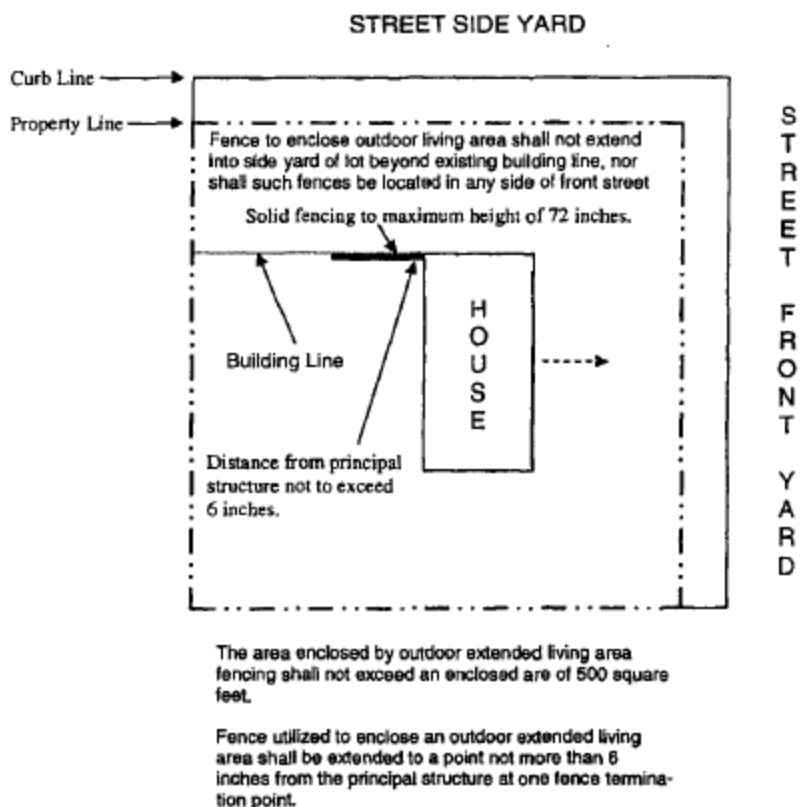 STREET SIDE YARD
Curb Line
Property Line
Fence to enclose outdoor living area shall not extend
into side yard of lot beyond existing building line, nor
shall such fences be located in any side of front street
Solid fencing to maximum height of 72 inches.
STREET FRONT YARD
HOUSE
Building Line
Distance from principal
structure not to exceed
6 inches.
The area enclosed by outdoor extended living area
fencing shall not exceed an enclosed are of 500 square
feet.
Fence utilized to enclose an outdoor extended living
area shall be extended to a point not more than 6
inches from the principal structure at one fence termina-
tion point.